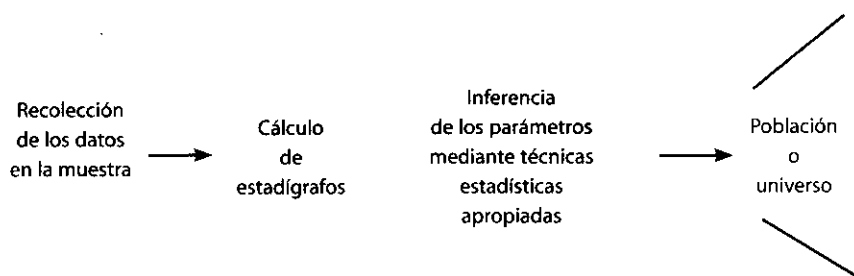 Recolección
de los datos
en la muestra
Cálculo
de
estadígrafos
Inferencia
de los parámetros
mediante técnicas
estadísticas
apropiadas
Población
o
universo